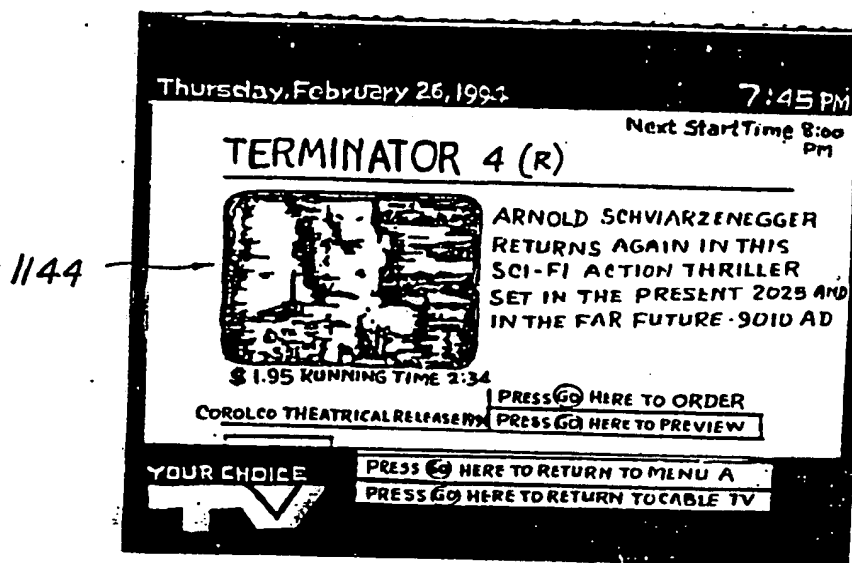 Thursday, February 26, 1992
7:45 PM
Next Start Time 8:00
PM
TERMINATOR 4 (R)
1144
ARNOLD SCHVIARZENEGGER
RETURNS AGAIN IN THIS
SCI-FI ACTION THRILLER
SET IN THE PRESENT 2025 AND
IN THE FAR FUTURE · 9010 AD
$1.95 RUNNING TIME 2:34
COROLCO THEATRICAL RELEASE
PRESS GO HERE TO ORDER
PRESS GO HERE TO PREVIEW
YOUR CHOICE
TV
PRESS GO HERE TO RETURN TO MENU A
PRESS GO HERE TO RETURN TO CABLE TV